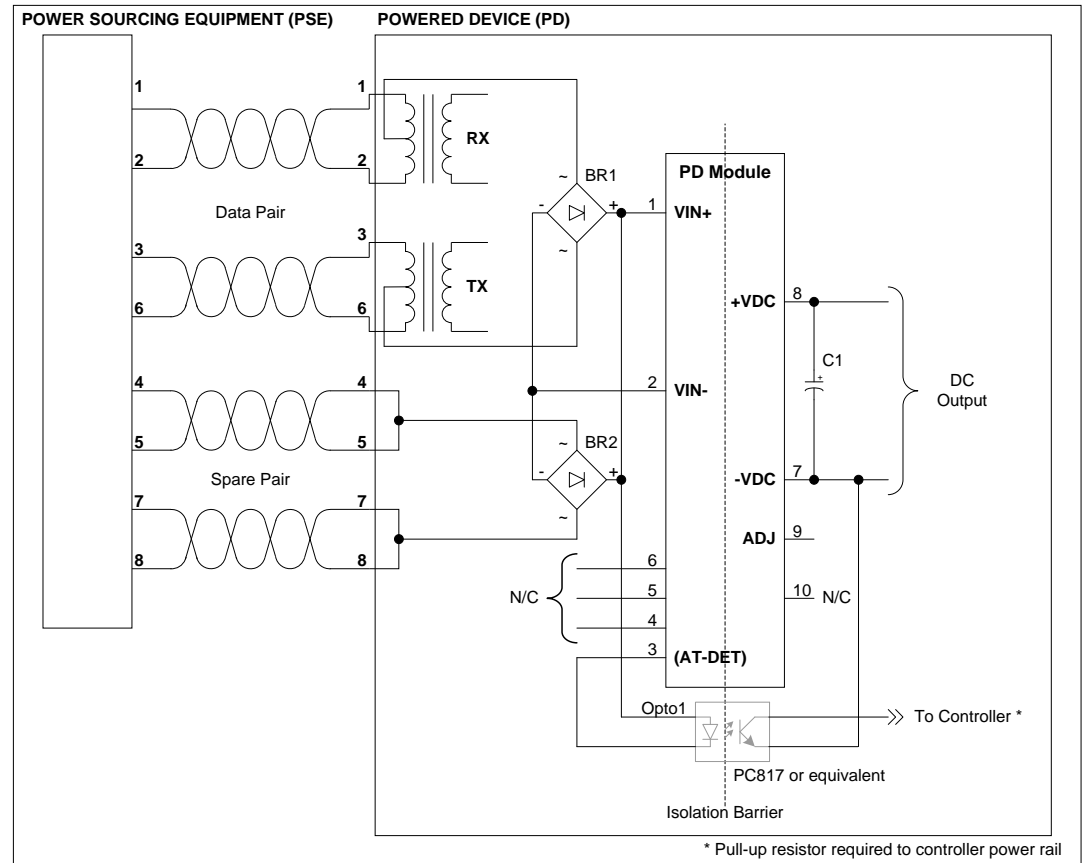 POWER SOURCING EQUIPMENT (PSE)
POWERED DEVICE (PD)
1
1
RX
2
2
Data Pair
3
3
TX
6
6
4
4
5
5
Spare Pair
7
7
8
8
~ BR1
- +
~
~ BR2
- +
~
PD Module
1 VIN+
2 VIN-
+VDC 8
C1
+
DC
Output
-VDC 7
ADJ 9
10 N/C
6
N/C 5
4
3 (AT-DET)
Opto1
To Controller *
PC817 or equivalent
Isolation Barrier
* Pull-up resistor required to controller power rail